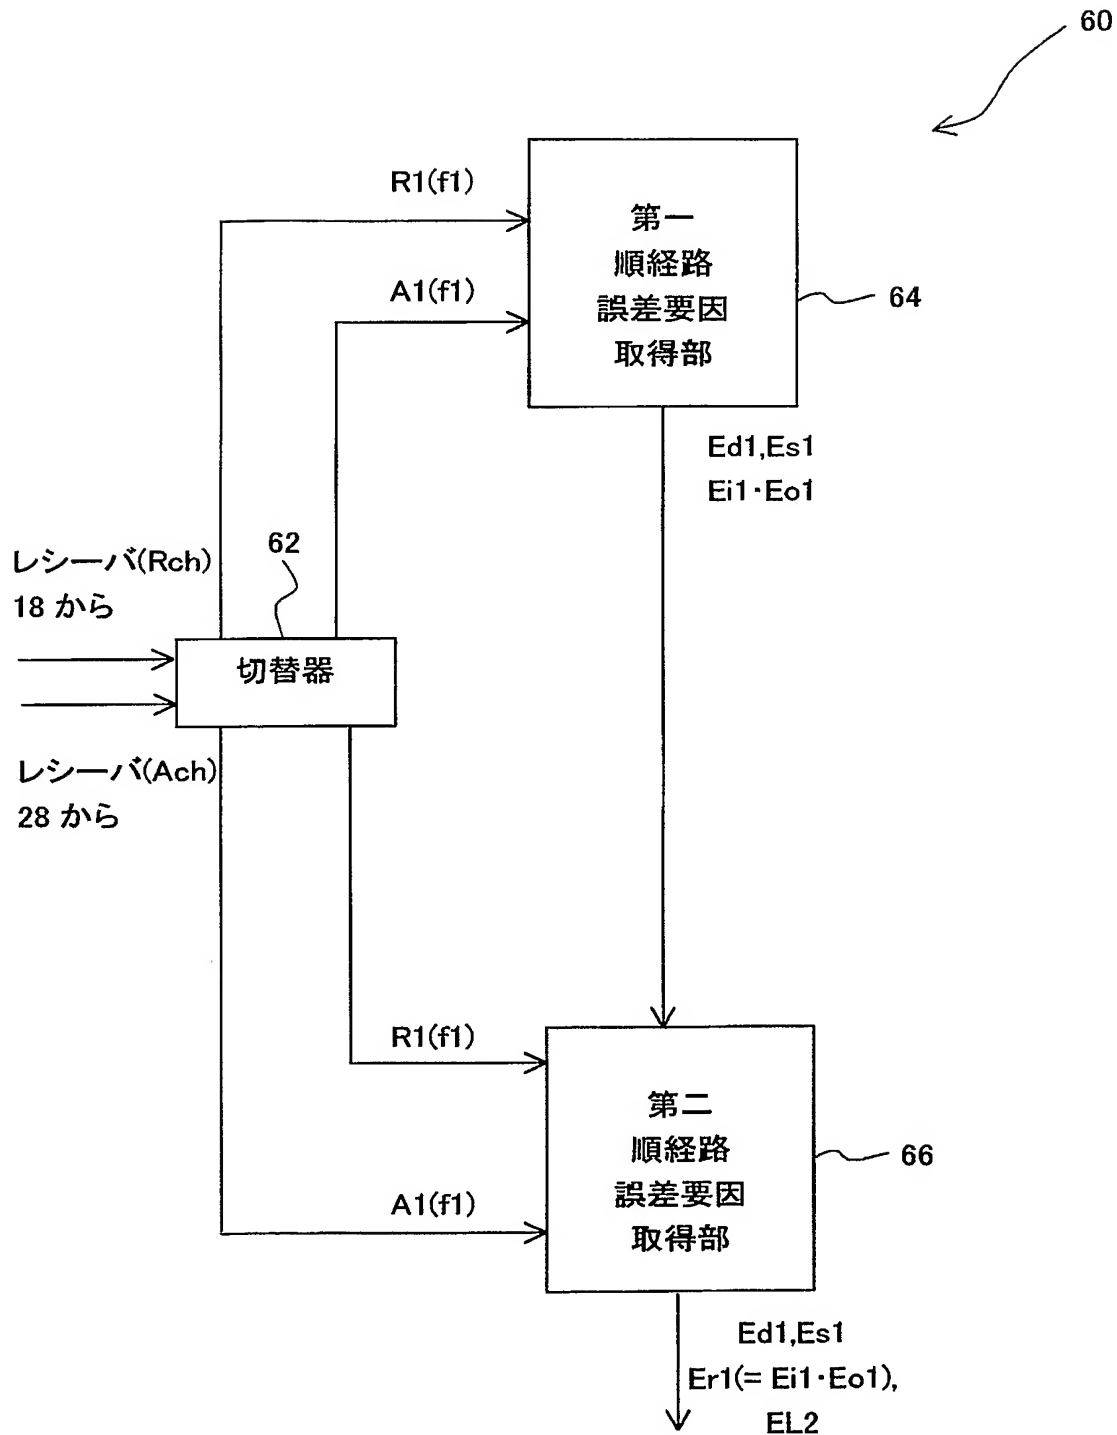 60
R1(f1)
A1(f1)
第一
順経路
誤差要因
取得部
64
Ed1,Es1
Ei1・Eo1
レシーバ(Rch)
18 から
62
切替器
レシーバ(Ach)
28 から
R1(f1)
A1(f1)
第二
順経路
誤差要因
取得部
66
Ed1,Es1
Er1(= Ei1・Eo1),
EL2